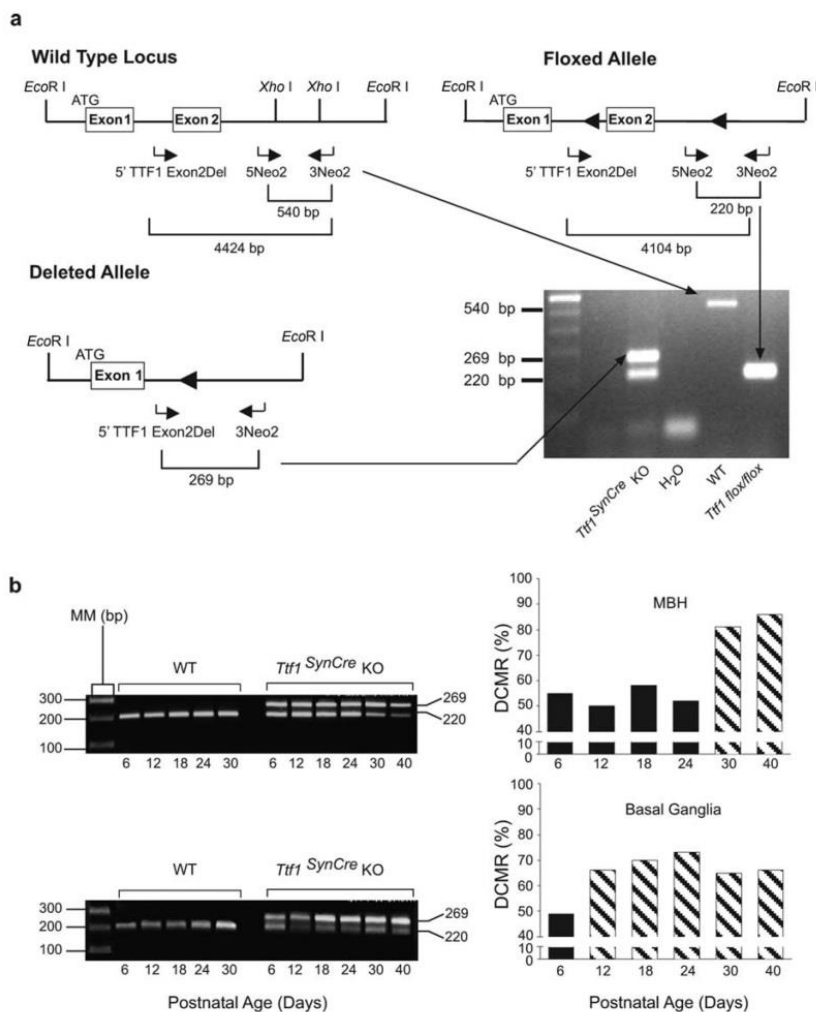 a
Wild Type Locus
Floxed Allele
EcoR I
ATG
Exon 1
Exon 2
Xho I
Xho I
EcoR I
EcoR I
ATG
Exon 1
Exon 2
EcoR I
5' TTF1 Exon2Del
5Neo2
3Neo2
540 bp
4424 bp
5' TTF1 Exon2Del
5Neo2
3Neo2
220 bp
4104 bp
Deleted Allele
EcoR I
ATG
Exon 1
EcoR I
5' TTF1 Exon2Del
3Neo2
269 bp
540 bp
269 bp
220 bp
Ttf1 SynCre KO
H2O
WT
Ttf1 flox/flox
b
MM (bp)
WT
Ttf1 SynCre KO
300
200
100
269
220
6 12 18 24 30
6 12 18 24 30 40
MBH
DCMR (%)
100
90
80
70
60
50
40
10
0
6 12 18 24 30 40
WT
Ttf1 SynCre KO
300
200
100
269
220
6 12 18 24 30
6 12 18 24 30 40
Postnatal Age (Days)
Basal Ganglia
DCMR (%)
100
90
80
70
60
50
40
10
0
6 12 18 24 30 40
Postnatal Age (Days)